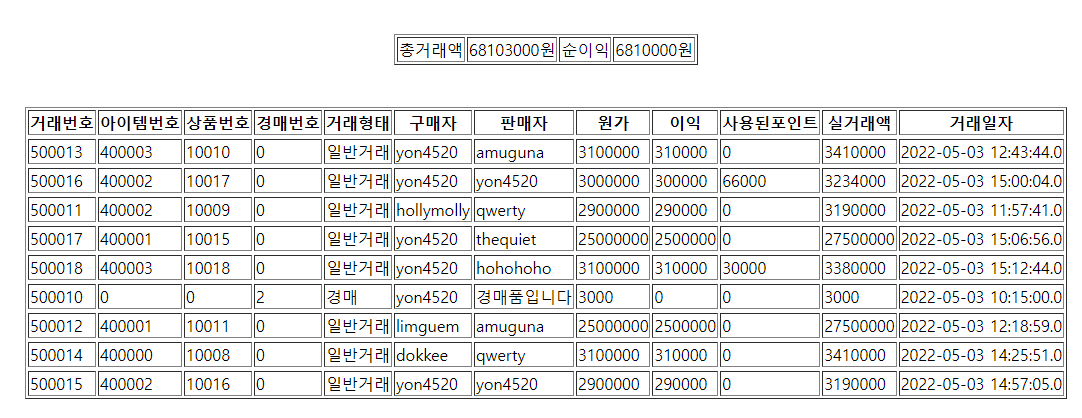 총거래액 68103000원 순이익 6810000원
거래번호 아이템번호 상품번호 경매번호 거래형태 구매자 판매자 원가 이익 사용된포인트 실거래액 거래일자
500013 400003 10010 0 일반거래 yon4520 amuguna 3100000 310000 0 3410000 2022-05-03 12:43:44.0
500016 400002 10017 0 일반거래 yon4520 yon4520 3000000 300000 66000 3234000 2022-05-03 15:00:04.0
500011 400002 10009 0 일반거래 hollymolly qwerty 2900000 290000 0 3190000 2022-05-03 11:57:41.0
500017 400001 10015 0 일반거래 yon4520 thequiet 25000000 2500000 0 27500000 2022-05-03 15:06:56.0
500018 400003 10018 0 일반거래 yon4520 hohohoho 3100000 310000 30000 3380000 2022-05-03 15:12:44.0
500010 0 0 2 경매 yon4520 경매품입니다 3000 0 0 3000 2022-05-03 10:15:00.0
500012 400001 10011 0 일반거래 limguem amuguna 25000000 2500000 0 27500000 2022-05-03 12:18:59.0
500014 400000 10008 0 일반거래 dokkee qwerty 3100000 310000 0 3410000 2022-05-03 14:25:51.0
500015 400002 10016 0 일반거래 yon4520 yon4520 2900000 290000 0 3190000 2022-05-03 14:57:05.0